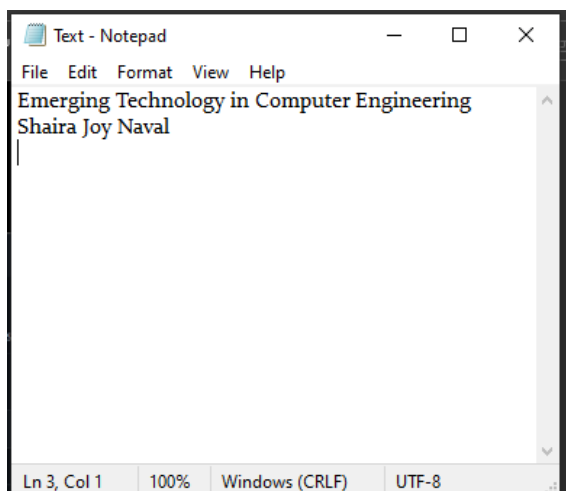 Text - Notepad
File Edit Format View Help
Emerging Technology in Computer Engineering
Shaira Joy Naval
Ln 3, Col 1 100% Windows (CRLF) UTF-8